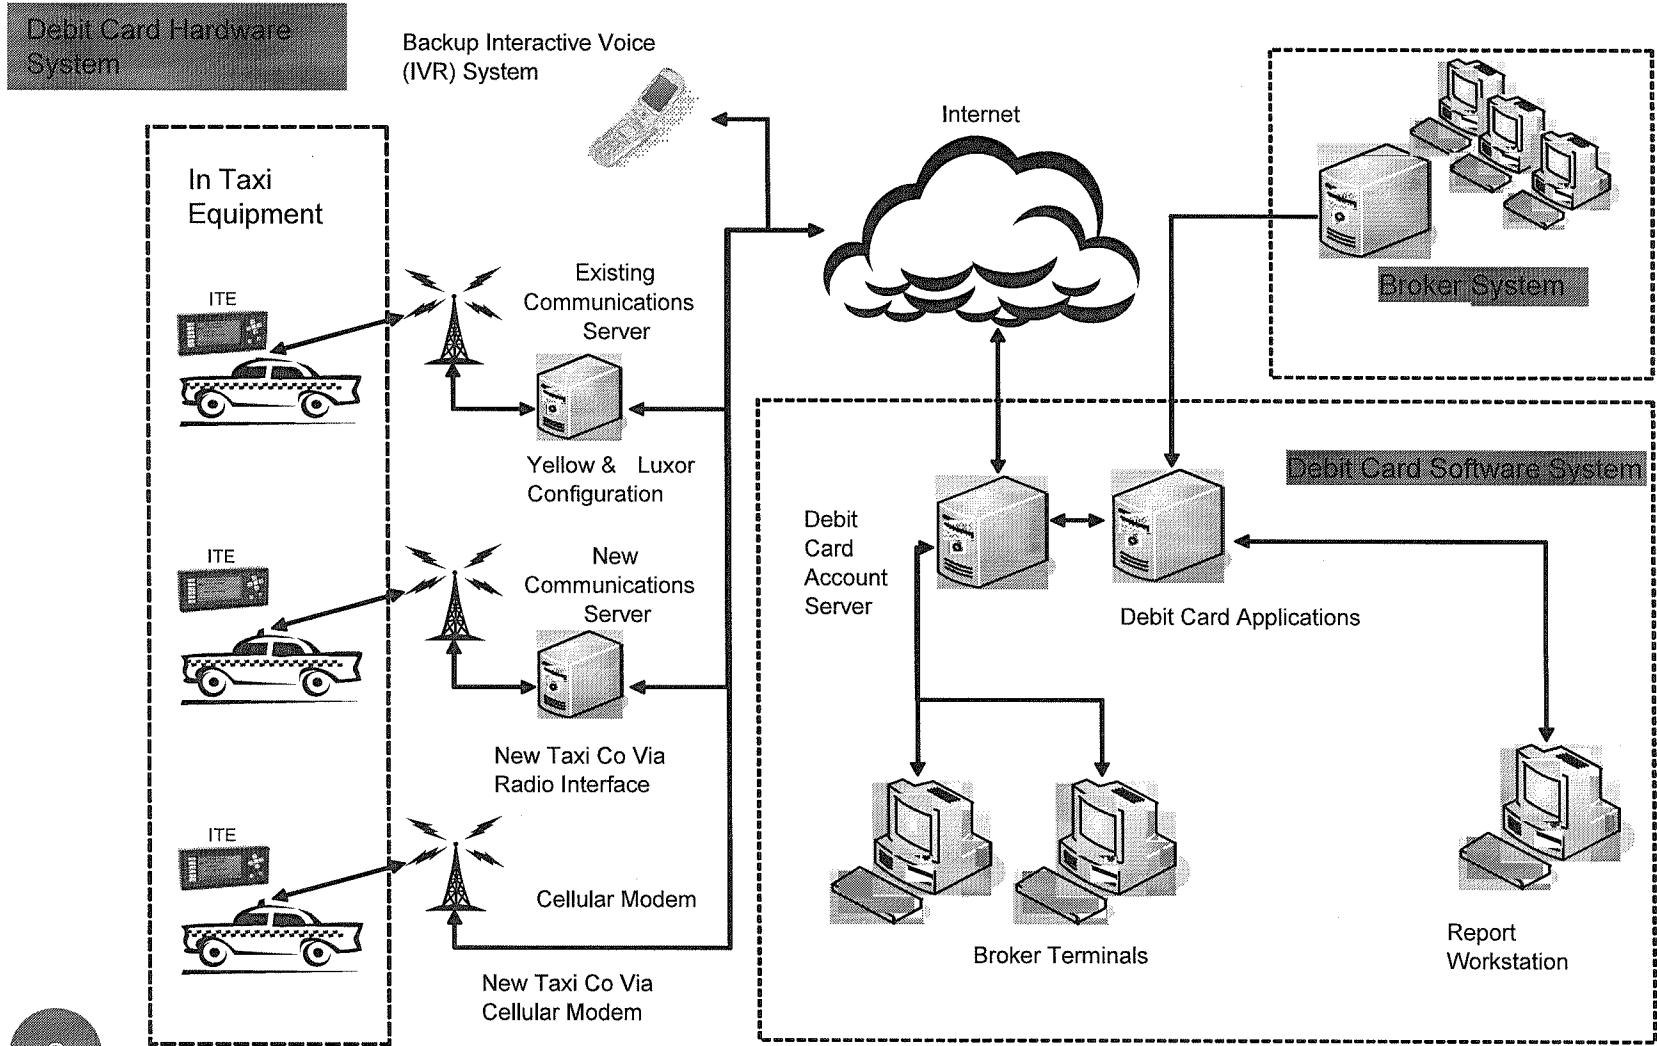 Debit Card Hardware
System
Backup Interactive Voice
(IVR) System
Internet
In Taxi
Equipment
Broker System
ITE
Existing
Communications
Server
Yellow & Luxor
Configuration
Debit Card Software System
Debit
Card
Account
Server
Debit Card Applications
ITE
New
Communications
Server
New Taxi Co Via
Radio Interface
ITE
Cellular Modem
New Taxi Co Via
Cellular Modem
Broker Terminals
Report
Workstation